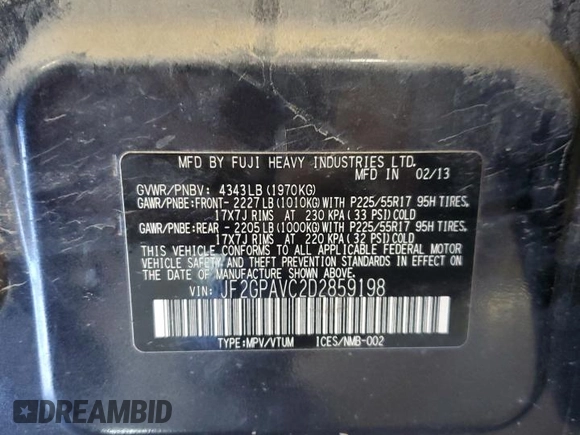 MFD BY FUJI HEAVY INDUSTRIES LTD.
MFD IN 02/13
GVWR/PNBV: 4343LB(1970KG)
GAWR/PNBE:FRONT- 2227LB(1010KG)WITH P225/55R17 95H TIRES,
17X7J RIMS AT 230 KPA(33 PSI)COLD
GAWR/PNBE:REAR - 2205LB(1000KG)WITH P225/55R17 95H TIRES,
17X7J RIMS AT 220 KPA(32 PSI)COLD
THIS VEHICLE CONFORMS TO ALL APPLICABLE FEDERAL MOTOR
VEHICLE SAFETY AND THEFT PREVENTION STANDARDS IN EFFECT
ON THE DATE OF MANUFACTURE SHOWN ABOVE.
VIN: JF2GPAVC2D2859198
TYPE:MPV/VTUM ICES/NMB-002
DREAMBID